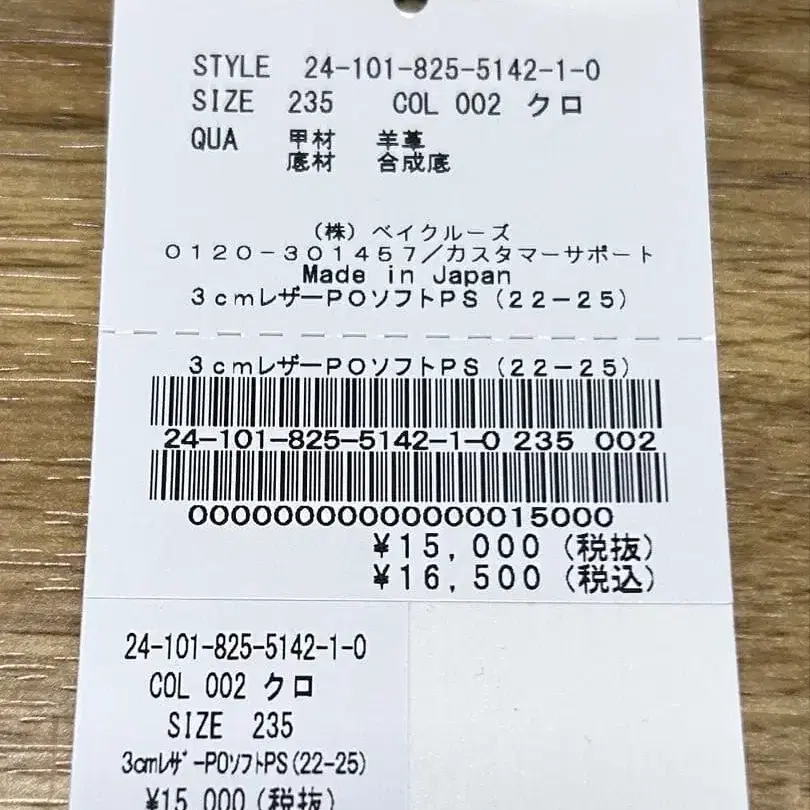 STYLE 24-101-825-5142-1-0
SIZE 235 COL 002 クロ
QUA 甲材 羊革
底材 合成底
(株) ベイクルーズ
0120-301457/カスタマーサポート
Made in Japan
3cmレザーPOソフトPS(22-25)
3cmレザーPOソフトPS(22-25)
24-101-825-5142-1-0 235 002
000000000000000015000
¥15,000(税抜)
¥16,500(税込)
24-101-825-5142-1-0
COL 002 クロ
SIZE 235
3cmレザーPOソフトPS(22-25)
¥15,000(税抜)